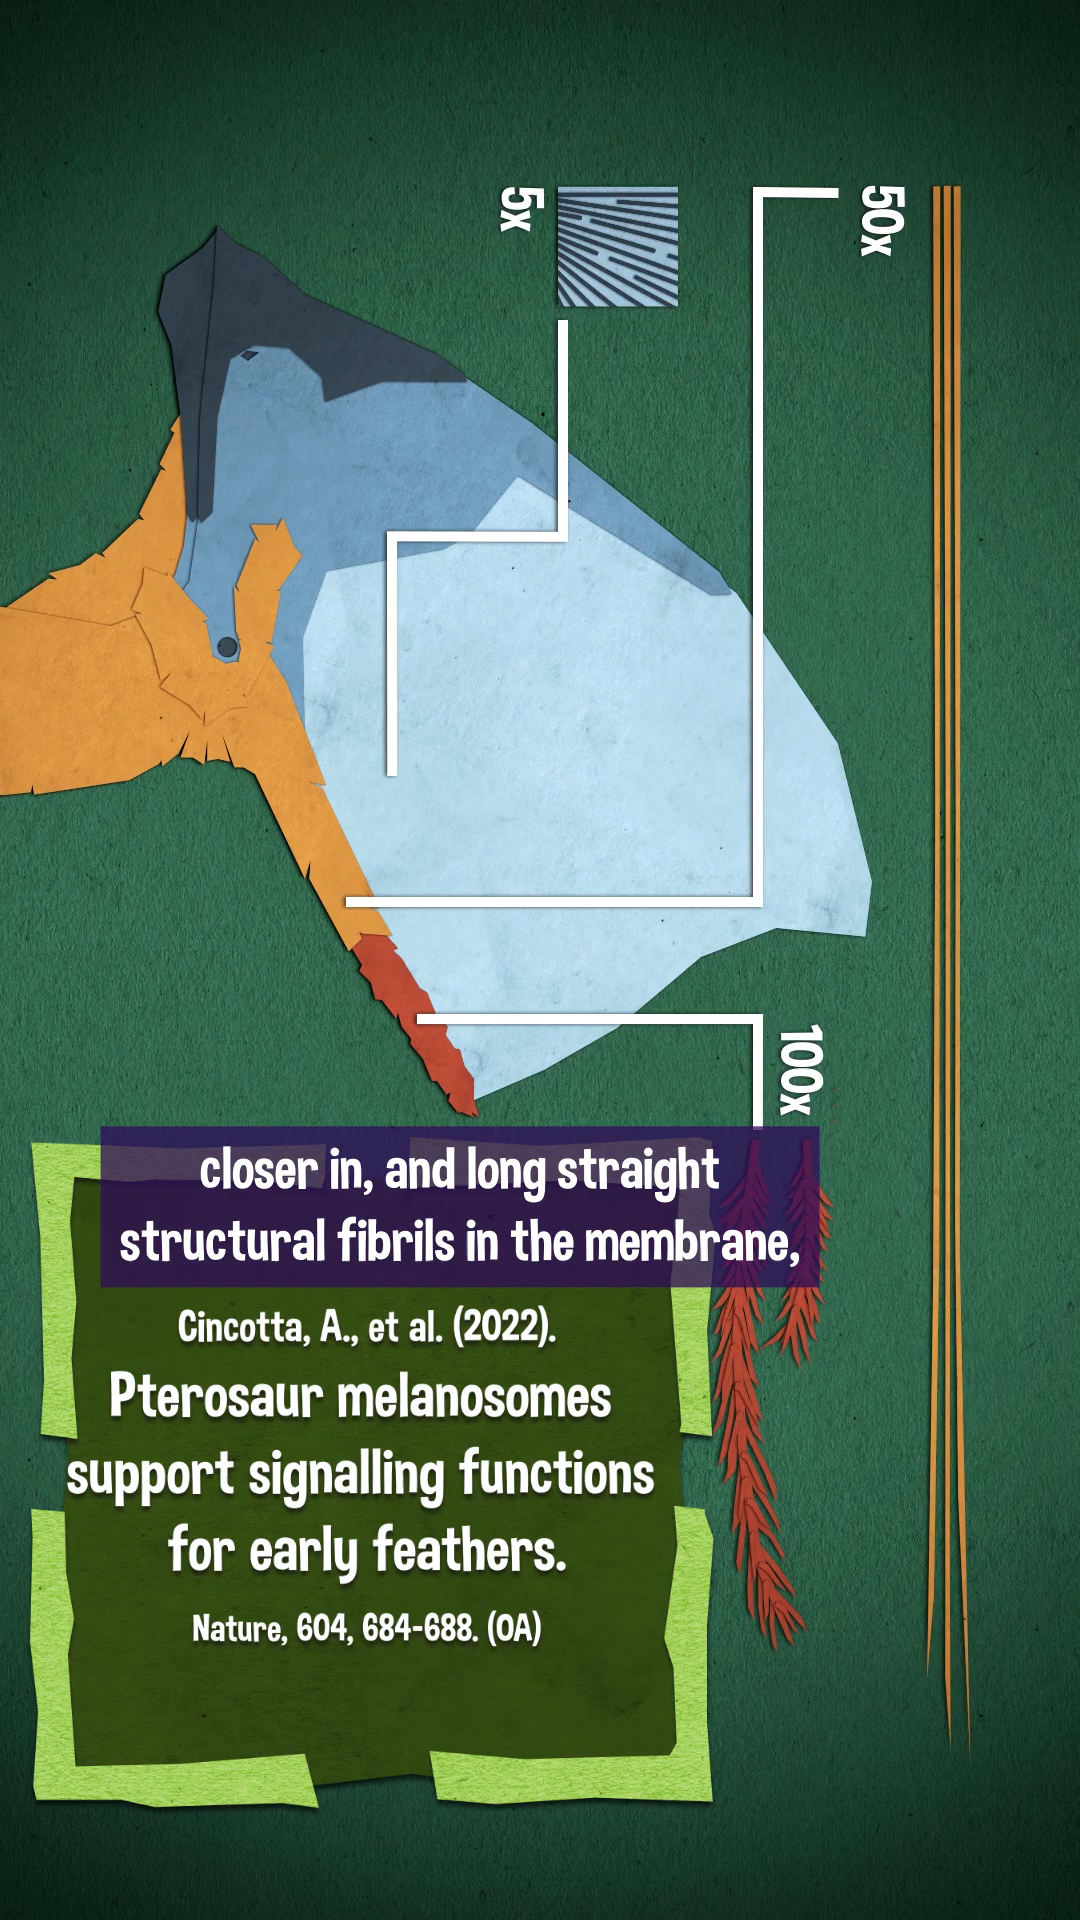 5x
50x
100x
closer in, and long straight
structural fibrils in the membrane,
Cincotta, A., et al. (2022).
Pterosaur melanosomes
support signalling functions
for early feathers.
Nature, 604, 684-688. (OA)